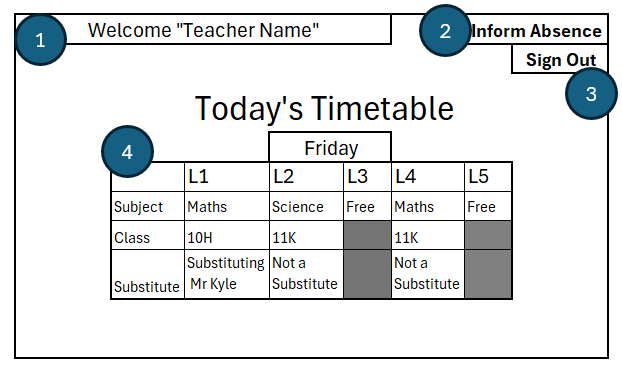 1
Welcome "Teacher Name"
2
Inform Absence
Sign Out
3
Today's Timetable
4
Friday
L1 L2 L3 L4 L5
Subject Maths Science Free Maths Free
Class 10H 11K 11K
Substitute Substituting Mr Kyle Not a Substitute Not a Substitute